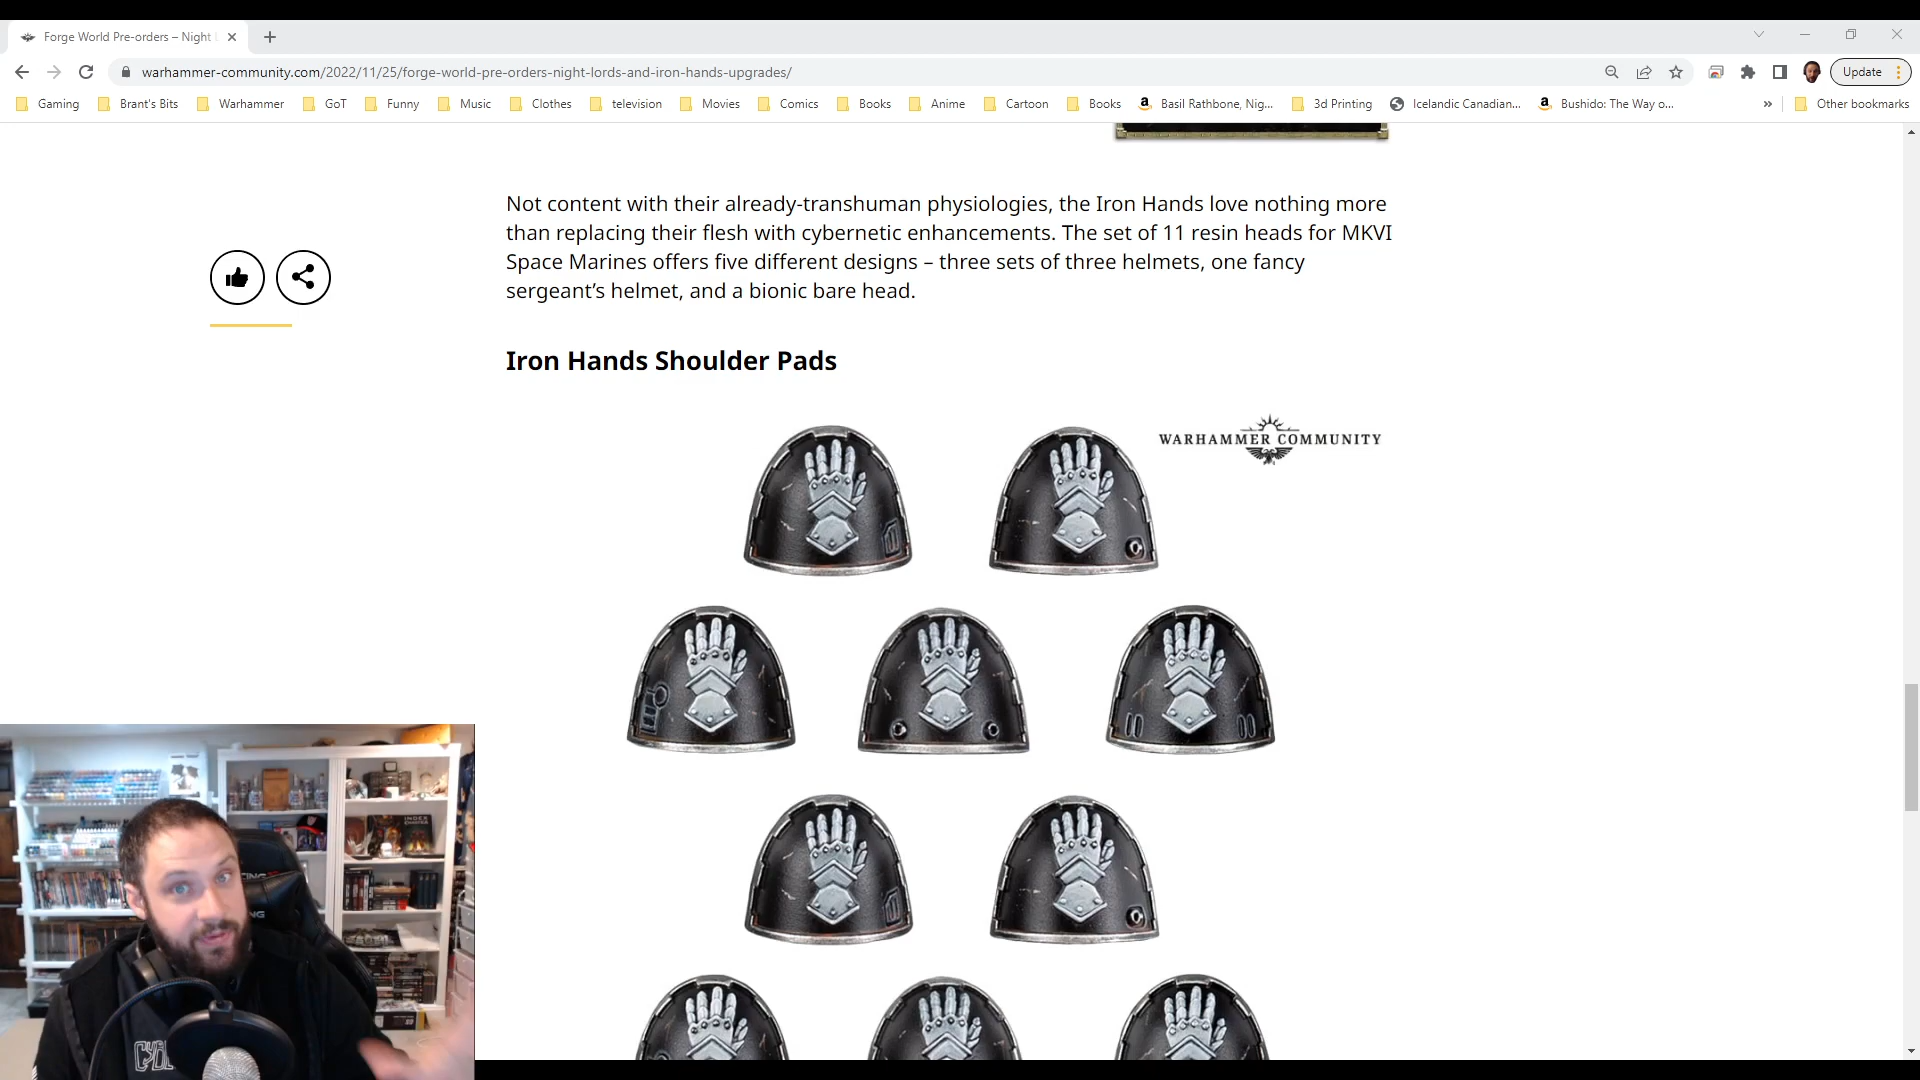 Forge World Pre-orders – Night
warhammer-community.com/2022/11/25/forge-world-pre-orders-night-lords-and-iron-hands-upgrades/
Update
Gaming Brant's Bits Warhammer GoT Funny Music Clothes television Movies Comics Books Anime Cartoon Books Basil Rathbone, Nig... 3d Printing Icelandic Canadian... Bushido: The Way o... » Other bookmarks
Not content with their already-transhuman physiologies, the Iron Hands love nothing more
than replacing their flesh with cybernetic enhancements. The set of 11 resin heads for MKVI
Space Marines offers five different designs – three sets of three helmets, one fancy
sergeant’s helmet, and a bionic bare head.
Iron Hands Shoulder Pads
WARHAMMER COMMUNITY
INDEX